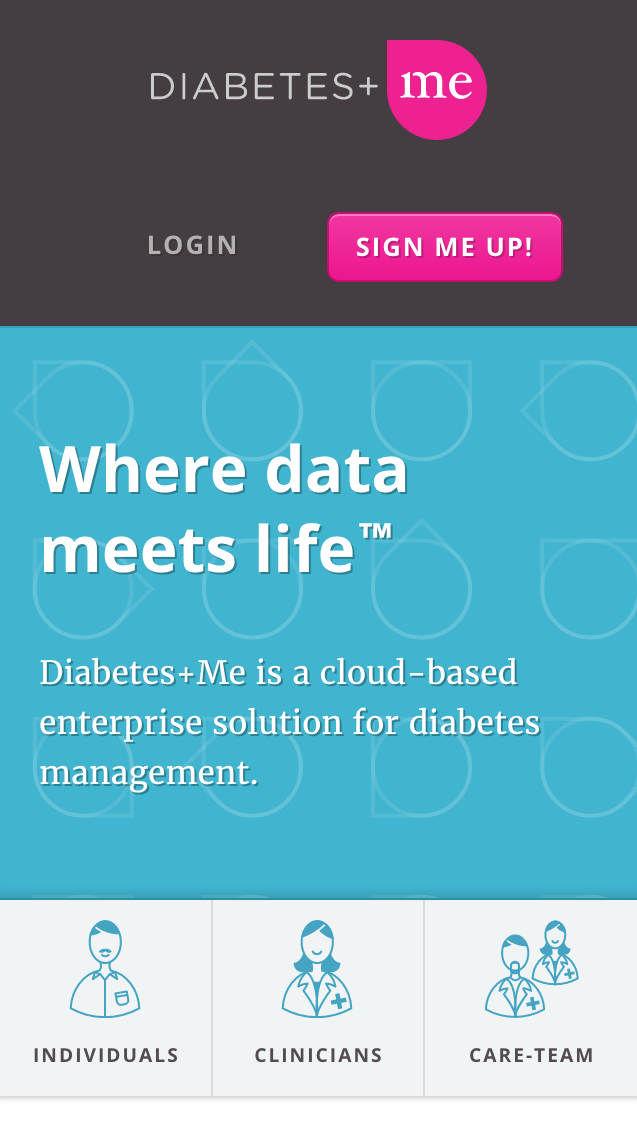 DIABETES+me
LOGIN
SIGN ME UP!
Where data
meets life™
Diabetes+Me is a cloud-based
enterprise solution for diabetes
management.
INDIVIDUALS
CLINICIANS
CARE-TEAM